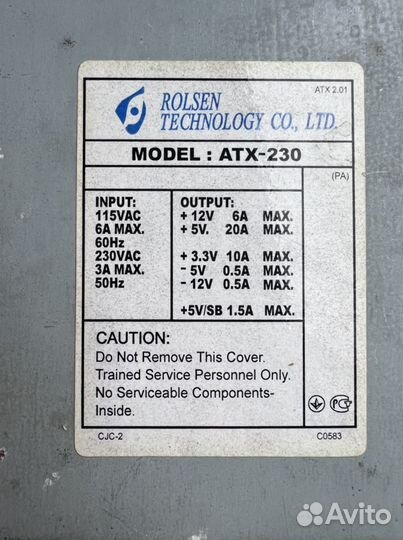 ATX 2.01
ROLSEN
TECHNOLOGY CO., LTD.
MODEL : ATX-230
(PA)
INPUT:
115VAC
6A MAX.
60Hz
230VAC
3A MAX.
50Hz
OUTPUT:
+ 12V 6A MAX.
+ 5V. 20A MAX.
+ 3.3V 10A MAX.
- 5V 0.5A MAX.
- 12V 0.5A MAX.
+5V/SB 1.5A MAX.
CAUTION:
Do Not Remove This Cover.
Trained Service Personnel Only.
No Serviceable Components-
Inside.
РСТ
CJC-2
C0583
Avito